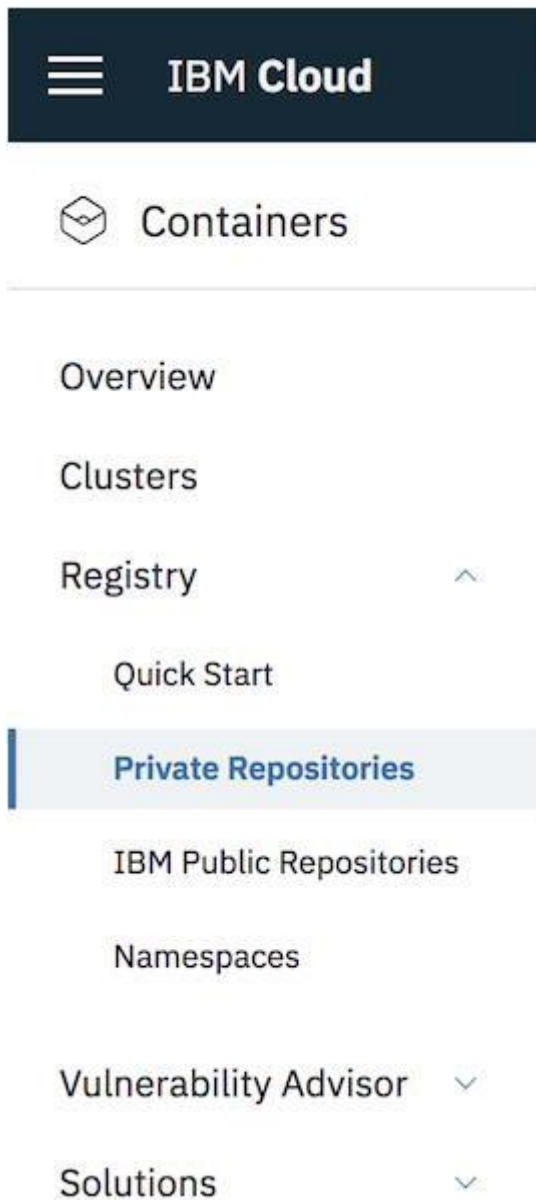 IBM Cloud
Containers
Overview
Clusters
Registry
Quick Start
Private Repositories
IBM Public Repositories
Namespaces
Vulnerability Advisor
Solutions